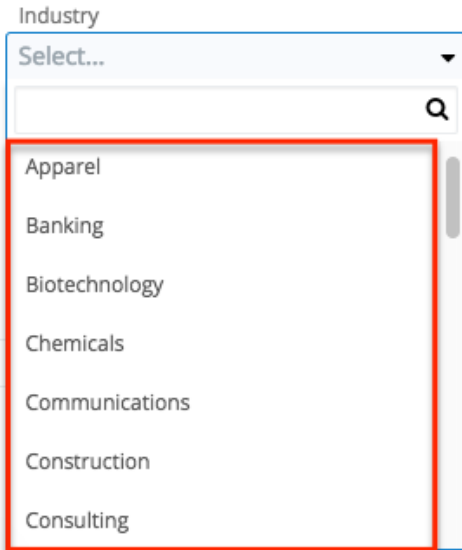 Industry
Select...
Apparel
Banking
Biotechnology
Chemicals
Communications
Construction
Consulting